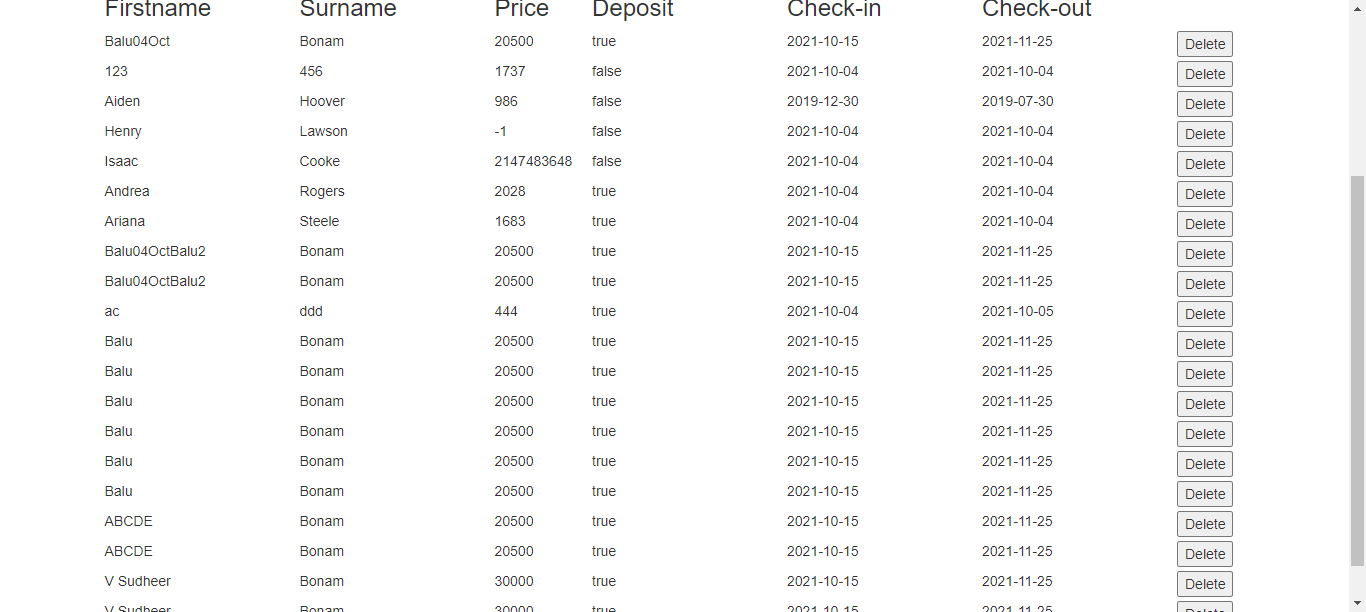 Firstname Surname Price Deposit Check-in Check-out
Balu04Oct Bonam 20500 true 2021-10-15 2021-11-25 Delete
123 456 1737 false 2021-10-04 2021-10-04 Delete
Aiden Hoover 986 false 2019-12-30 2019-07-30 Delete
Henry Lawson -1 false 2021-10-04 2021-10-04 Delete
Isaac Cooke 2147483648 false 2021-10-04 2021-10-04 Delete
Andrea Rogers 2028 true 2021-10-04 2021-10-04 Delete
Ariana Steele 1683 true 2021-10-04 2021-10-04 Delete
Balu04OctBalu2 Bonam 20500 true 2021-10-15 2021-11-25 Delete
Balu04OctBalu2 Bonam 20500 true 2021-10-15 2021-11-25 Delete
ac ddd 444 true 2021-10-04 2021-10-05 Delete
Balu Bonam 20500 true 2021-10-15 2021-11-25 Delete
Balu Bonam 20500 true 2021-10-15 2021-11-25 Delete
Balu Bonam 20500 true 2021-10-15 2021-11-25 Delete
Balu Bonam 20500 true 2021-10-15 2021-11-25 Delete
Balu Bonam 20500 true 2021-10-15 2021-11-25 Delete
Balu Bonam 20500 true 2021-10-15 2021-11-25 Delete
ABCDE Bonam 20500 true 2021-10-15 2021-11-25 Delete
ABCDE Bonam 20500 true 2021-10-15 2021-11-25 Delete
V Sudheer Bonam 30000 true 2021-10-15 2021-11-25 Delete
V Sudheer Bonam 30000 true 2021-10-15 2021-11-25 Delete